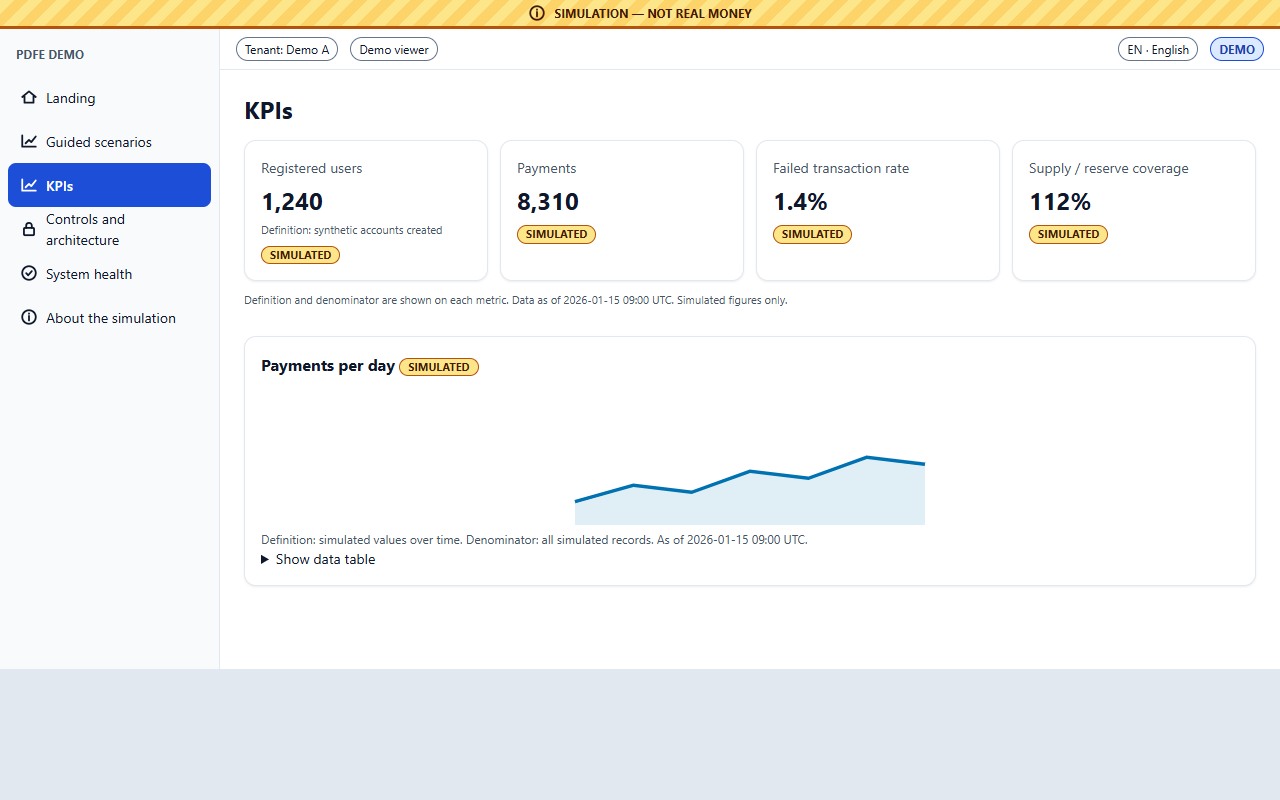 SIMULATION — NOT REAL MONEY
PDFE DEMO
Tenant: Demo A
Demo viewer
EN · English
DEMO
Landing
Guided scenarios
KPIs
Controls and
architecture
System health
About the simulation
KPIs
Registered users
1,240
Definition: synthetic accounts created
SIMULATED
Payments
8,310
SIMULATED
Failed transaction rate
1.4%
SIMULATED
Supply / reserve coverage
112%
SIMULATED
Definition and denominator are shown on each metric. Data as of 2026-01-15 09:00 UTC. Simulated figures only.
Payments per day SIMULATED
Definition: simulated values over time. Denominator: all simulated records. As of 2026-01-15 09:00 UTC.
Show data table